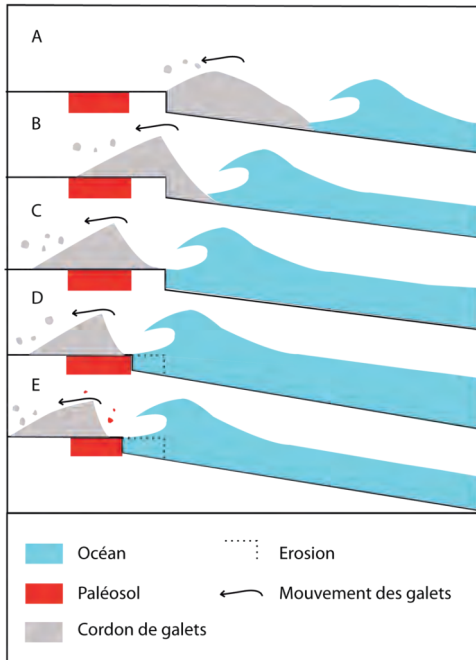 A
B
C
D
E
Océan
Erosion
Paléosol
Mouvement des galets
Cordon de galets